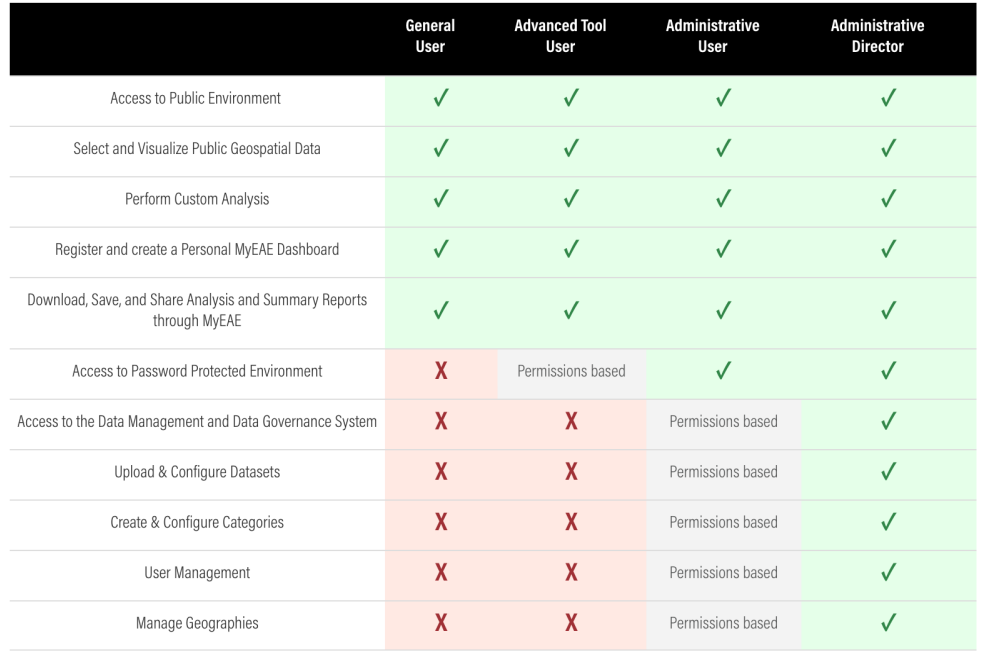 General User
Advanced Tool User
Administrative User
Administrative Director
Access to Public Environment ✓ ✓ ✓ ✓
Select and Visualize Public Geospatial Data ✓ ✓ ✓ ✓
Perform Custom Analysis ✓ ✓ ✓ ✓
Register and create a Personal MyEAE Dashboard ✓ ✓ ✓ ✓
Download, Save, and Share Analysis and Summary Reports
through MyEAE ✓ ✓ ✓ ✓
Access to Password Protected Environment X Permissions based ✓ ✓
Access to the Data Management and Data Governance System X X Permissions based ✓
Upload & Configure Datasets X X Permissions based ✓
Create & Configure Categories X X Permissions based ✓
User Management X X Permissions based ✓
Manage Geographies X X Permissions based ✓